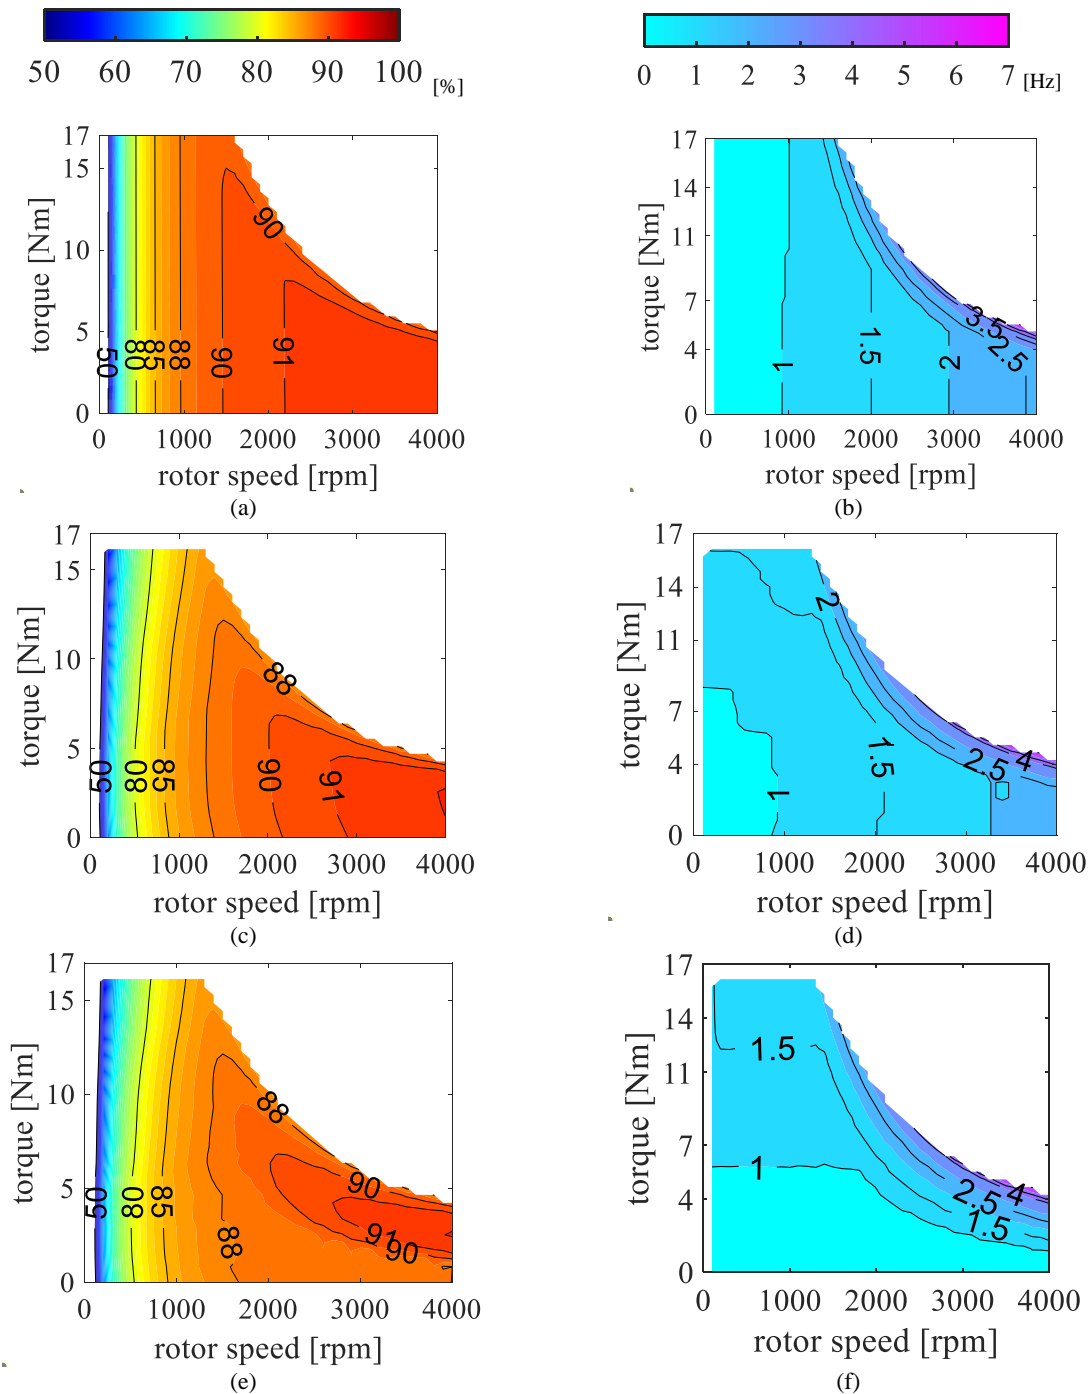 50 60 70 80 90 100 [%]
0 1 2 3 4 5 6 7 [Hz]
17
15
10
5
0
torque [Nm]
50 80 85 88 90 91 90
0 1000 2000 3000 4000
rotor speed [rpm]
(a)
17
14
11
7
4
0
torque [Nm]
1 1.5 2 2.5 3.5
0 1000 2000 3000 4000
rotor speed [rpm]
(b)
17
15
10
5
0
torque [Nm]
50 80 85 90 91 88
0 1000 2000 3000 4000
rotor speed [rpm]
(c)
17
14
11
7
4
0
torque [Nm]
1 1.5 2 2.5 4
0 1000 2000 3000 4000
rotor speed [rpm]
(d)
17
15
10
5
0
torque [Nm]
50 80 85 88 88 90 91 90
0 1000 2000 3000 4000
rotor speed [rpm]
(e)
17
14
11
7
4
0
torque [Nm]
1.5 1 2.5 4 1.5
0 1000 2000 3000 4000
rotor speed [rpm]
(f)